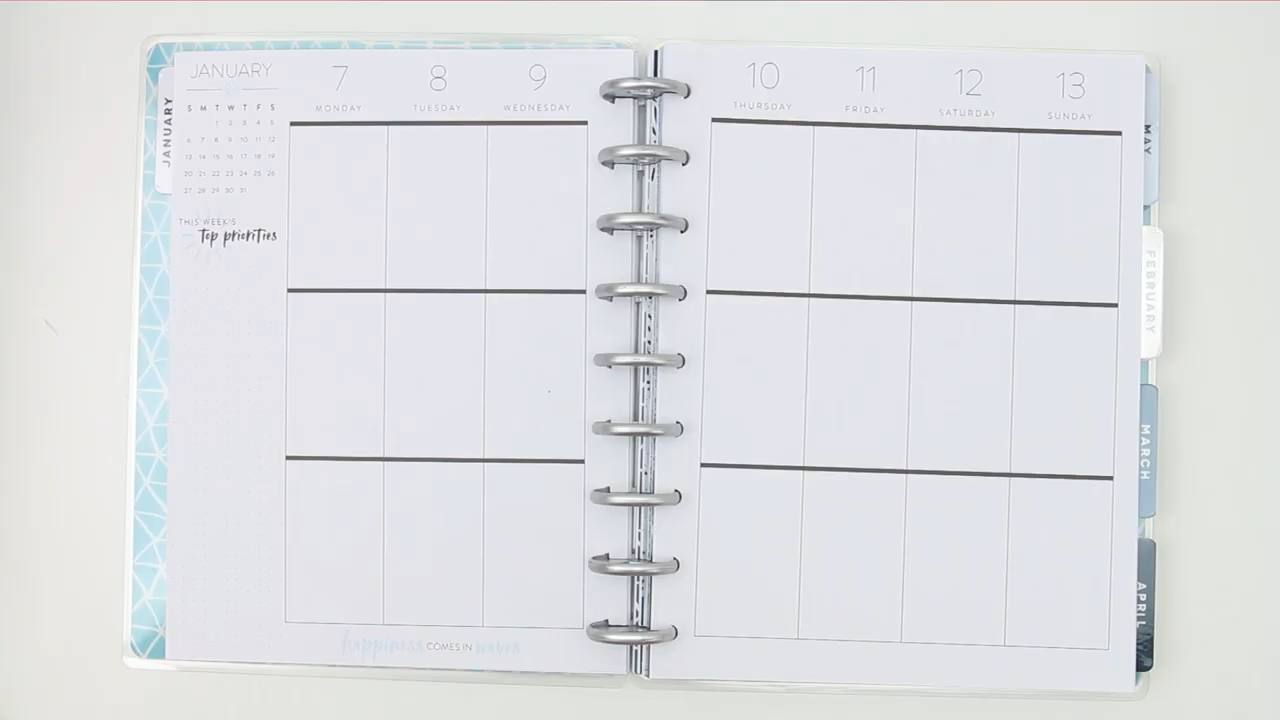 JANUARY
S M T W T F S
1 2 3 4 5
6 7 8 9 10 11 12
13 14 15 16 17 18 19
20 21 22 23 24 25 26
27 28 29 30 31
THIS WEEK'S
top priorities
JANUARY
7
MONDAY
8
TUESDAY
9
WEDNESDAY
happiness COMES IN waves
10
THURSDAY
11
FRIDAY
12
SATURDAY
13
SUNDAY
MAY
FEBRUARY
MARCH
APRIL